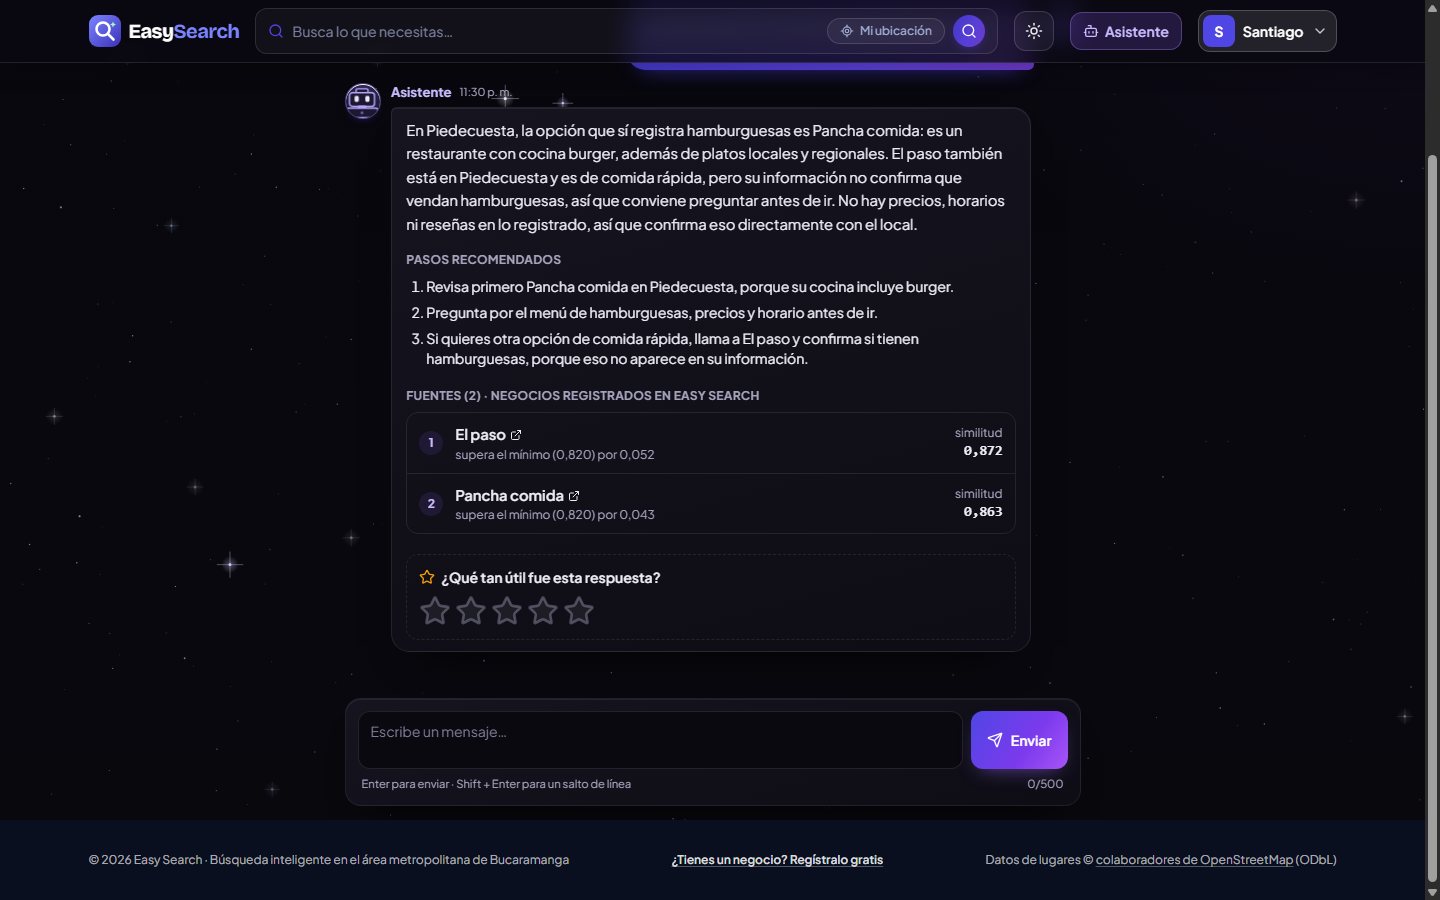 EasySearch
Busca lo que necesitas...
Mi ubicación
Asistente
S
Santiago
Asistente 11:30 p. m.
En Piedecuesta, la opción que sí registra hamburguesas es Pancha comida: es un
restaurante con cocina burger, además de platos locales y regionales. El paso también
está en Piedecuesta y es de comida rápida, pero su información no confirma que
vendan hamburguesas, así que conviene preguntar antes de ir. No hay precios, horarios
ni reseñas en lo registrado, así que confirma eso directamente con el local.
PASOS RECOMENDADOS
1. Revisa primero Pancha comida en Piedecuesta, porque su cocina incluye burger.
2. Pregunta por el menú de hamburguesas, precios y horario antes de ir.
3. Si quieres otra opción de comida rápida, llama a El paso y confirma si tienen
hamburguesas, porque eso no aparece en su información.
FUENTES (2) · NEGOCIOS REGISTRADOS EN EASY SEARCH
1
El paso
supera el mínimo (0,820) por 0,052
similitud
0,872
2
Pancha comida
supera el mínimo (0,820) por 0,043
similitud
0,863
¿Qué tan útil fue esta respuesta?
Escribe un mensaje...
Enviar
Enter para enviar · Shift + Enter para un salto de línea
0/500
© 2026 Easy Search · Búsqueda inteligente en el área metropolitana de Bucaramanga
¿Tienes un negocio? Regístralo gratis
Datos de lugares © colaboradores de OpenStreetMap (ODbL)